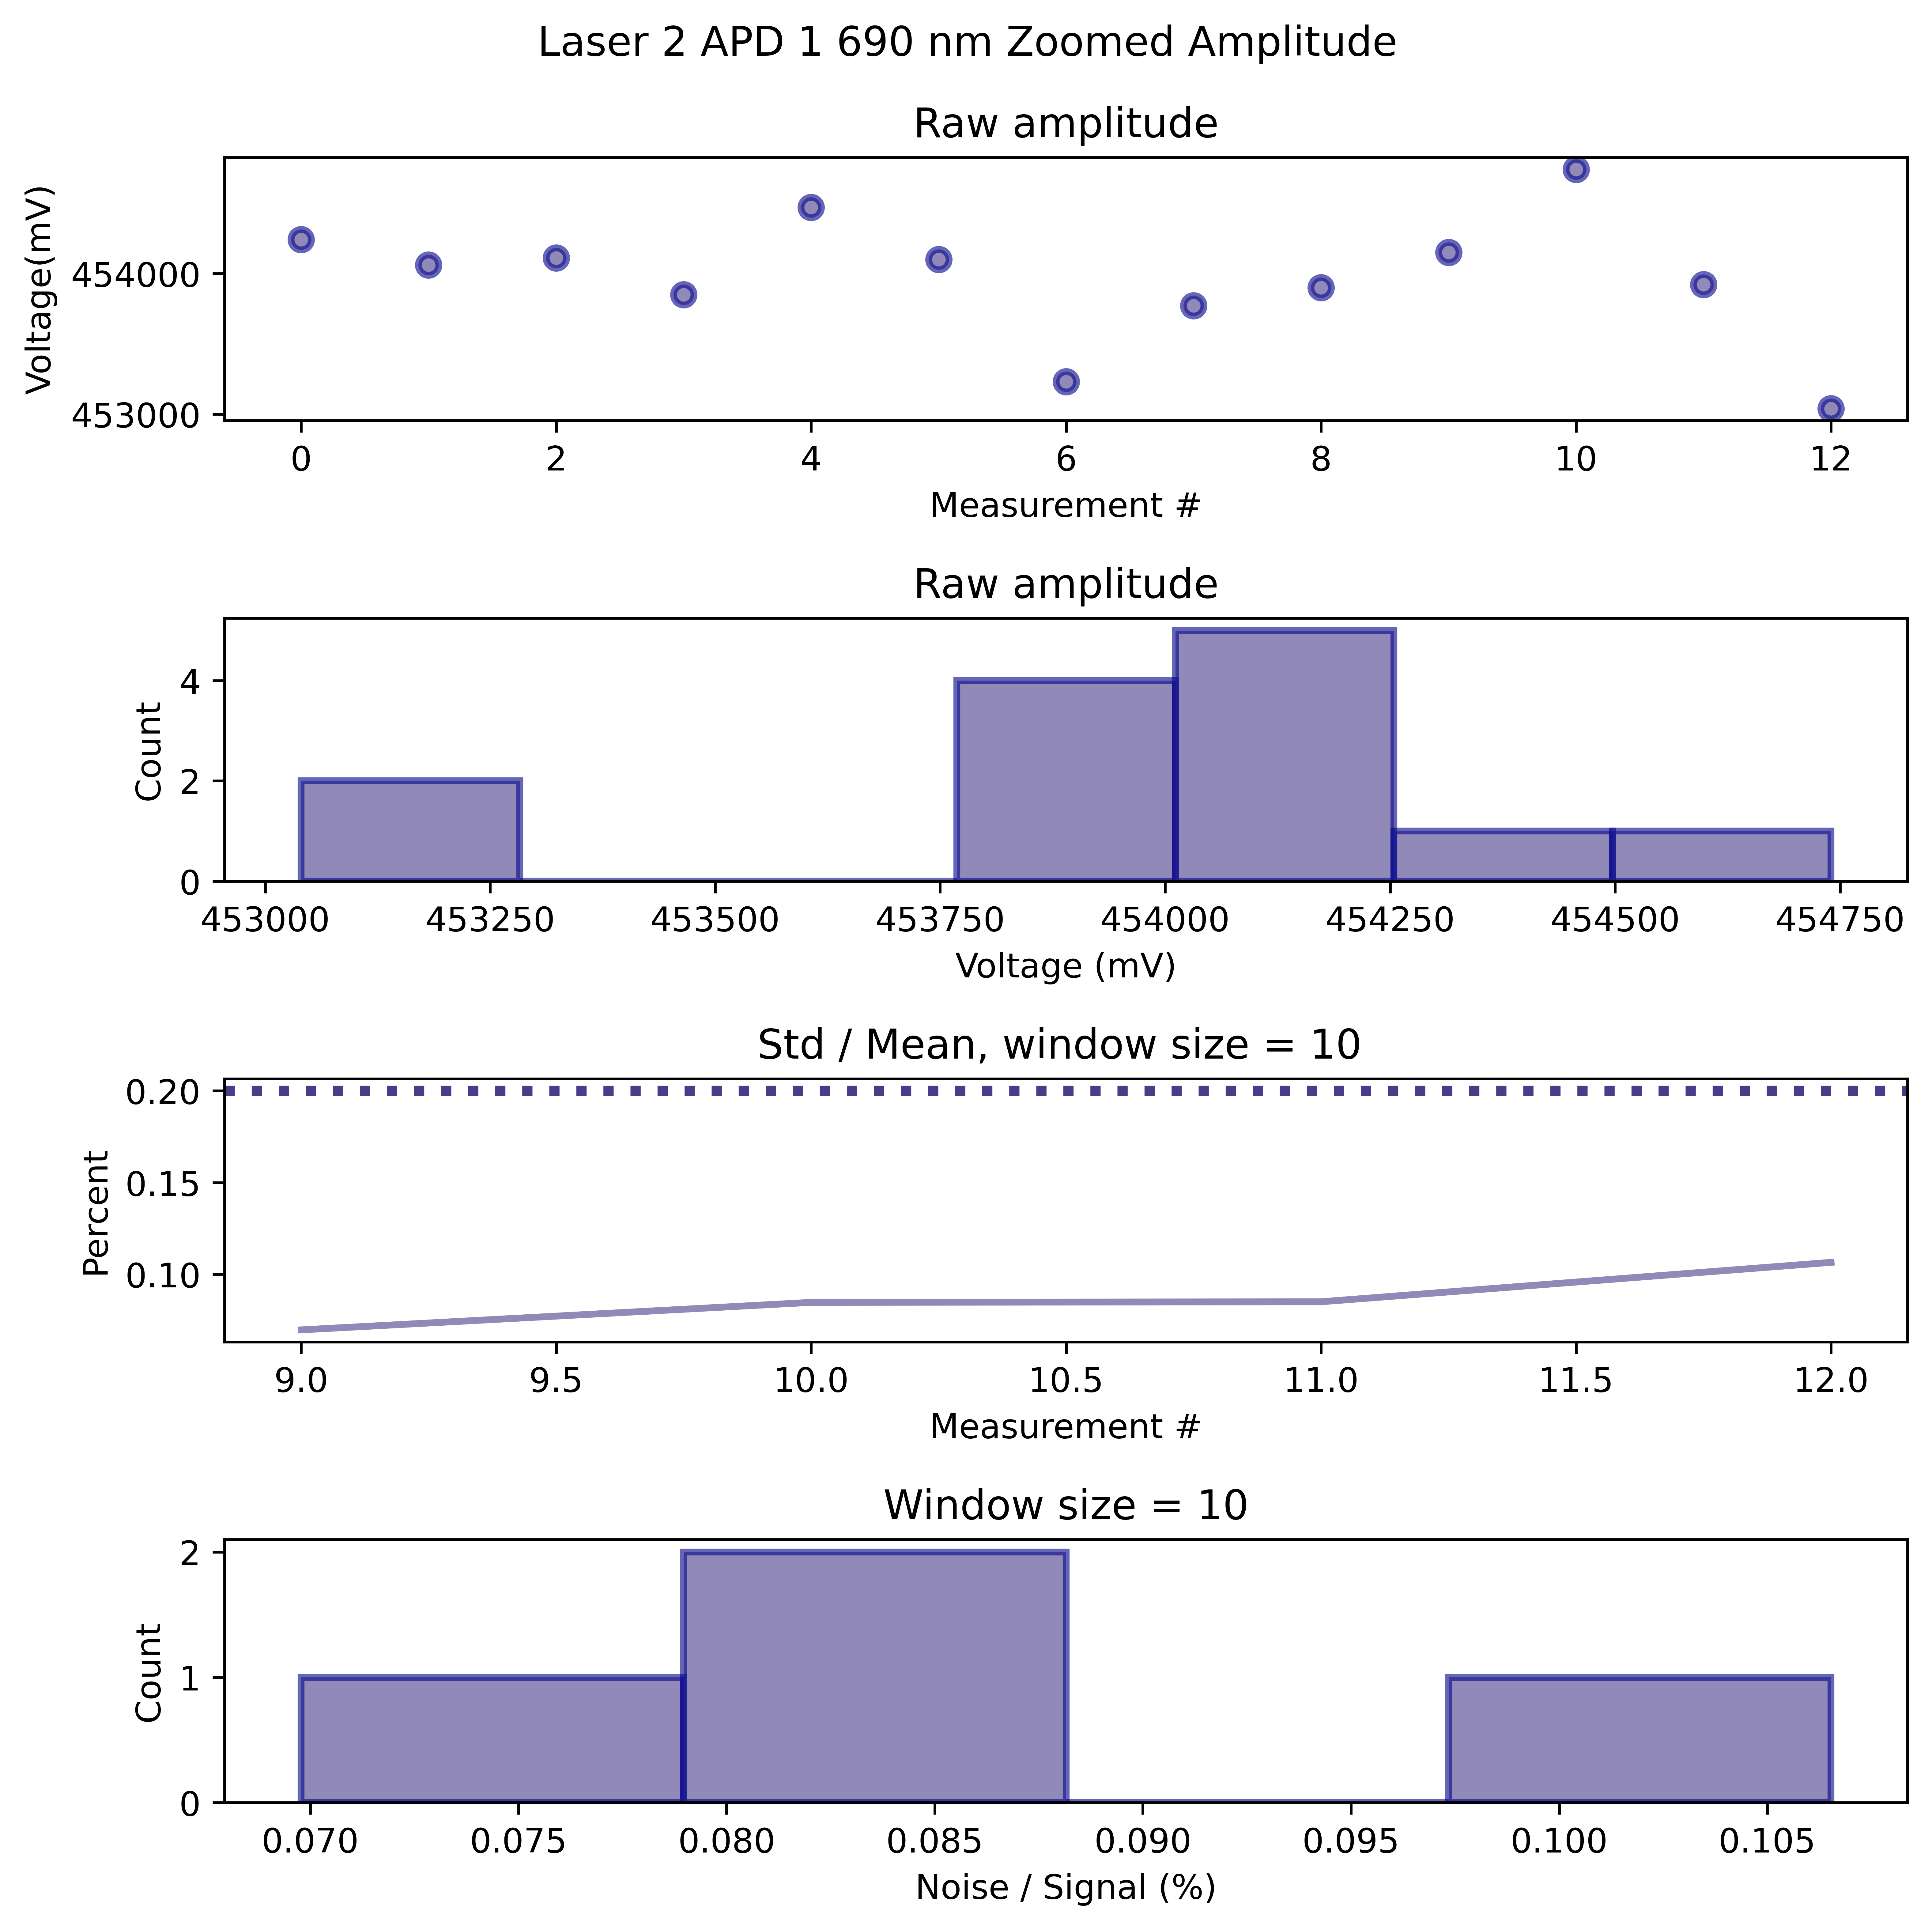 Laser 2 APD 1 690 nm Zoomed Amplitude
Raw amplitude
Voltage(mV)
454000
453000
0 2 4 6 8 10 12
Measurement #
Raw amplitude
Count
4
2
0
453000 453250 453500 453750 454000 454250 454500 454750
Voltage (mV)
Std / Mean, window size = 10
Percent
0.20
0.15
0.10
9.0 9.5 10.0 10.5 11.0 11.5 12.0
Measurement #
Window size = 10
Count
2
1
0
0.070 0.075 0.080 0.085 0.090 0.095 0.100 0.105
Noise / Signal (%)